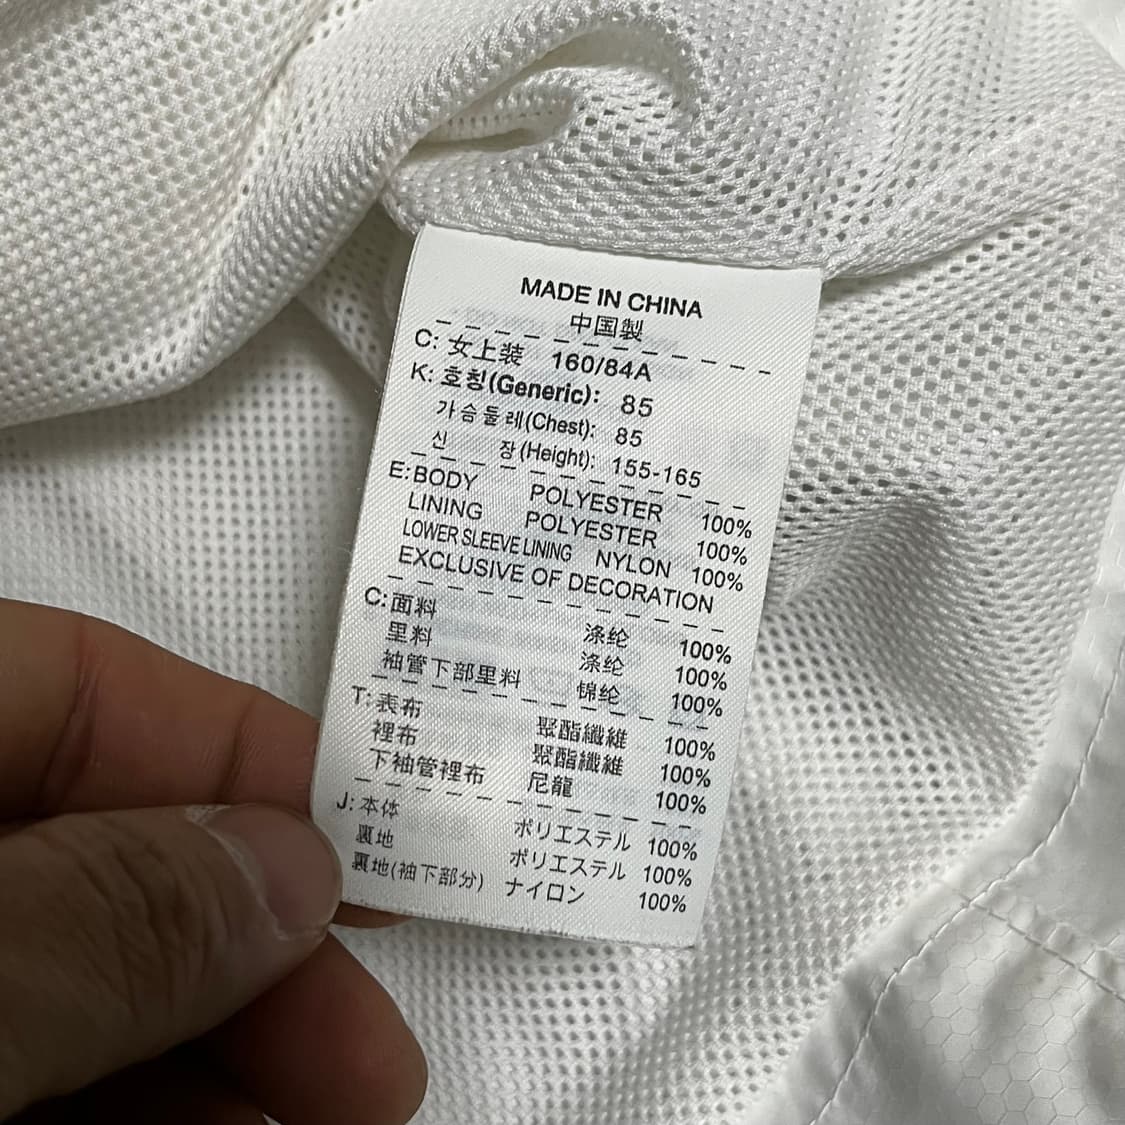 MADE IN CHINA
中国製
C: 女上装 160/84A
K: 호칭(Generic): 85
가슴둘레(Chest): 85
신 장(Height): 155-165
E: BODY POLYESTER 100%
LINING POLYESTER 100%
LOWER SLEEVE LINING NYLON 100%
EXCLUSIVE OF DECORATION
C: 面料 涤纶 100%
里料 涤纶 100%
袖管下部里料 锦纶 100%
T: 表布 聚酯纖維 100%
裡布 聚酯纖維 100%
下袖管裡布 尼龍 100%
J: 本体 ポリエステル 100%
裏地 ポリエステル 100%
裏地(袖下部分) ナイロン 100%